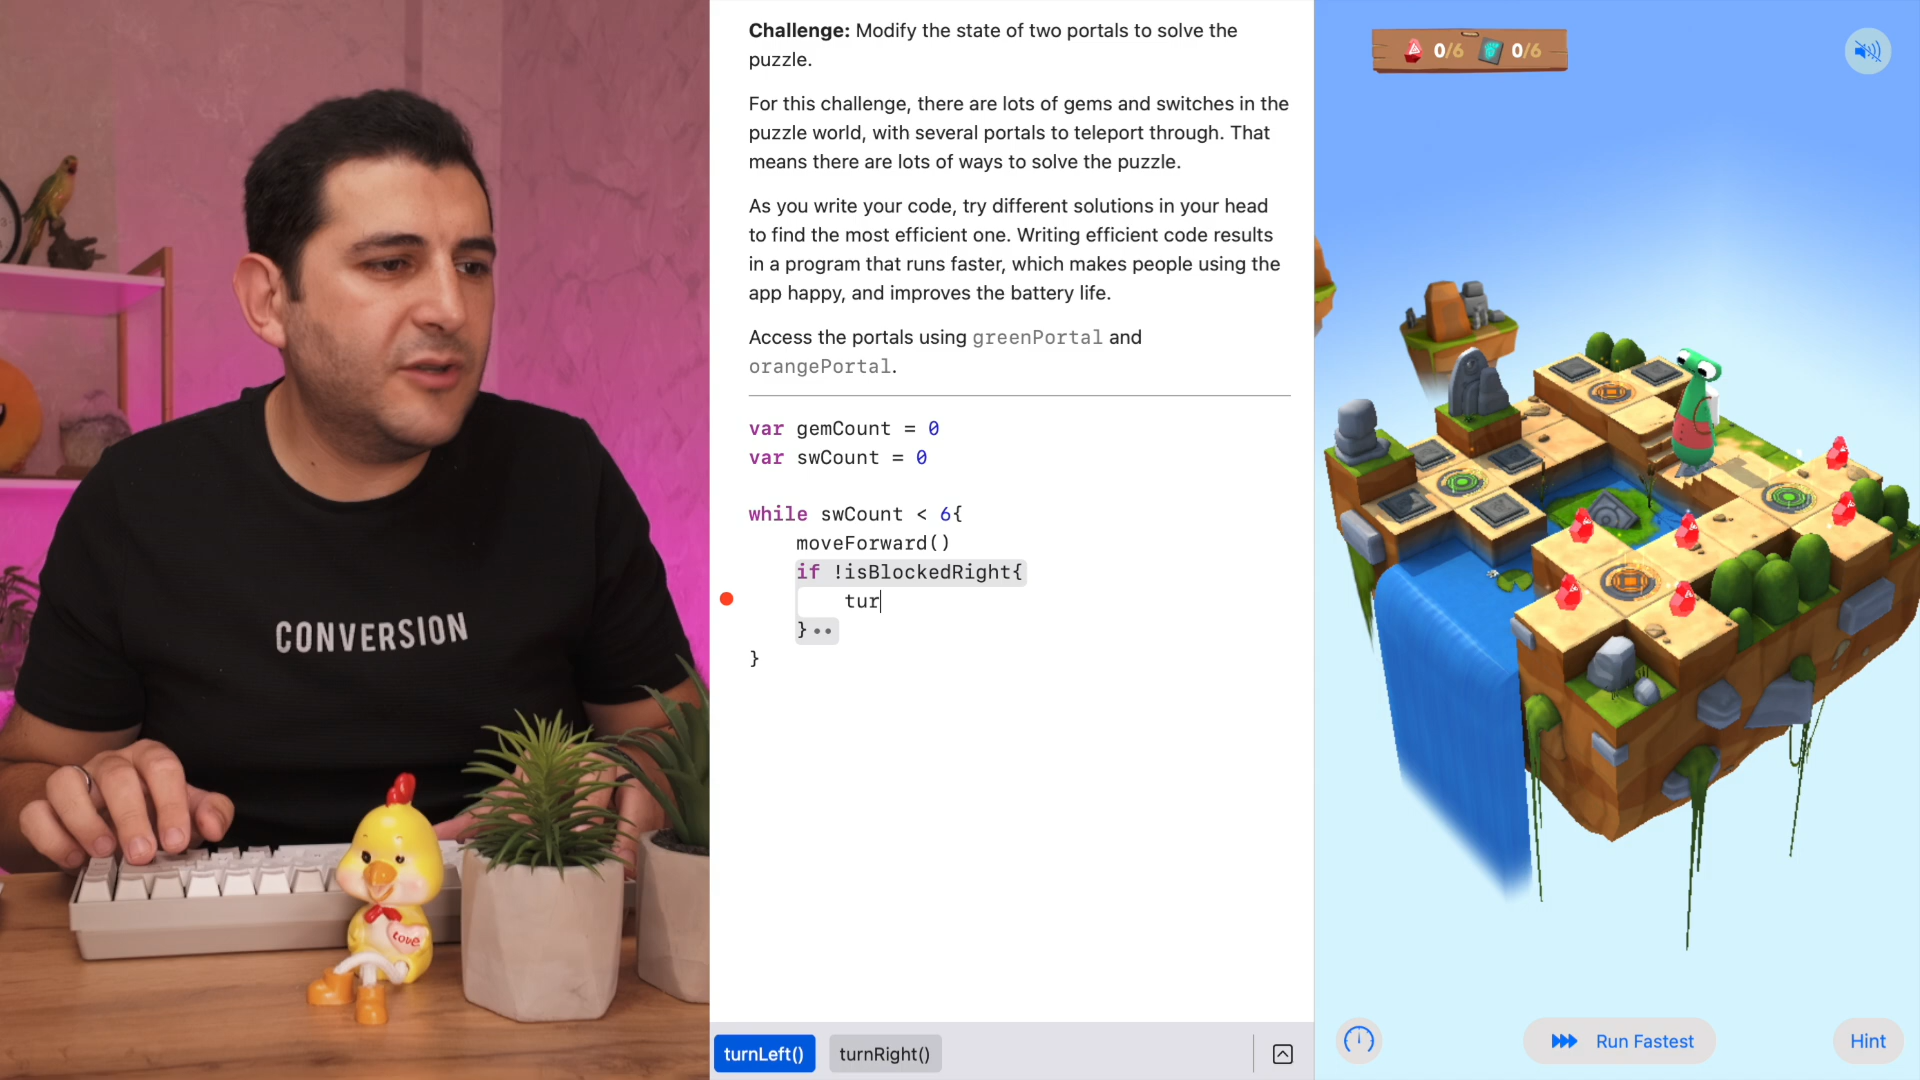 CONVERSION
Love
Challenge: Modify the state of two portals to solve the
puzzle.
For this challenge, there are lots of gems and switches in the
puzzle world, with several portals to teleport through. That
means there are lots of ways to solve the puzzle.
As you write your code, try different solutions in your head
to find the most efficient one. Writing efficient code results
in a program that runs faster, which makes people using the
app happy, and improves the battery life.
Access the portals using greenPortal and
orangePortal.
var gemCount = 0
var swCount = 0
while swCount < 6{
moveForward()
if !isBlockedRight{
tur
}
}
turnLeft()
turnRight()
0/6
0/6
Run Fastest
Hint